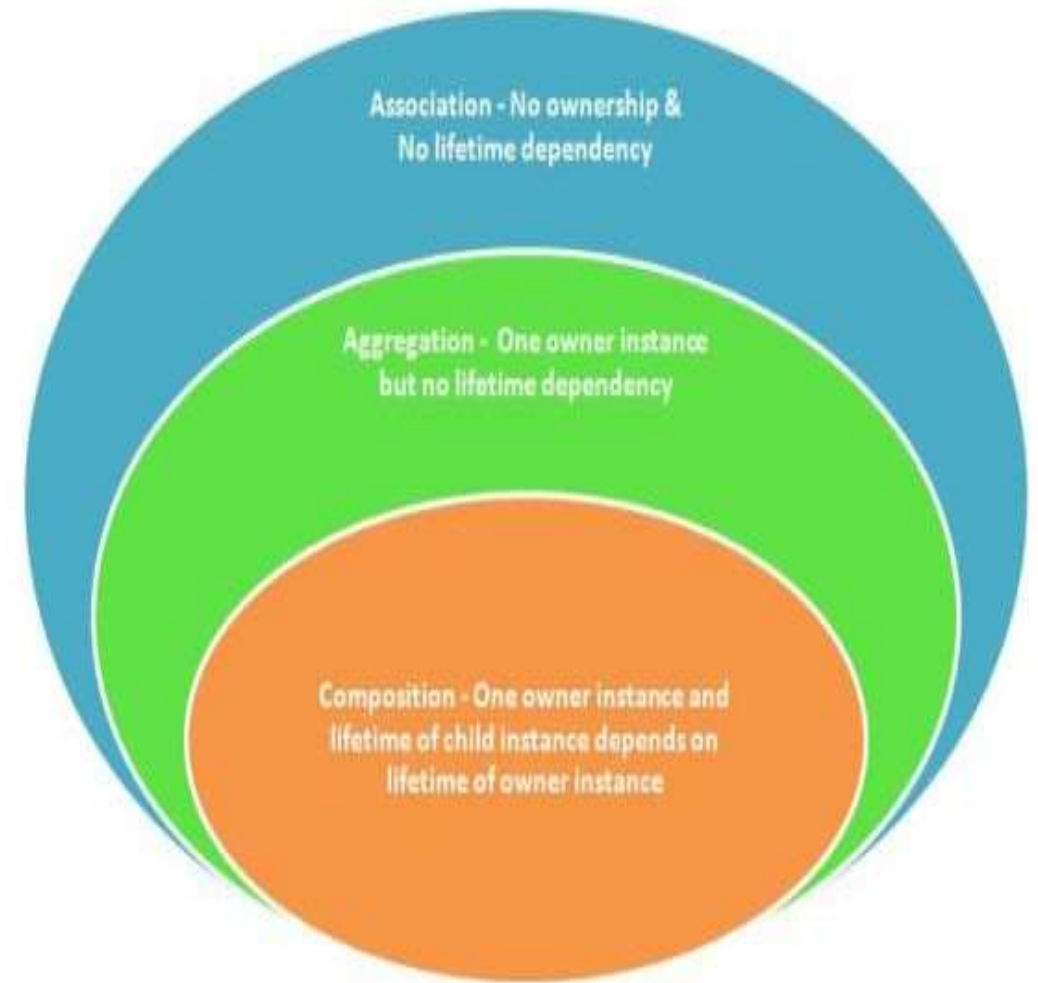 Association - No ownership &
No lifetime dependency
Aggregation - One owner instance
but no lifetime dependency
Composition - One owner instance and
lifetime of child instance depends on
lifetime of owner instance